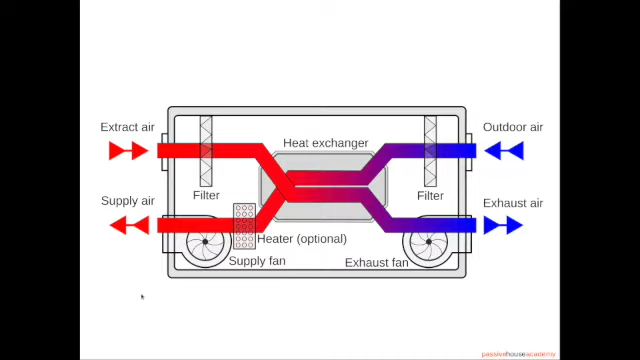 Extract air
Outdoor air
Heat exchanger
Filter
Filter
Supply air
Exhaust air
Heater (optional)
Supply fan
Exhaust fan
passivehouseacademy